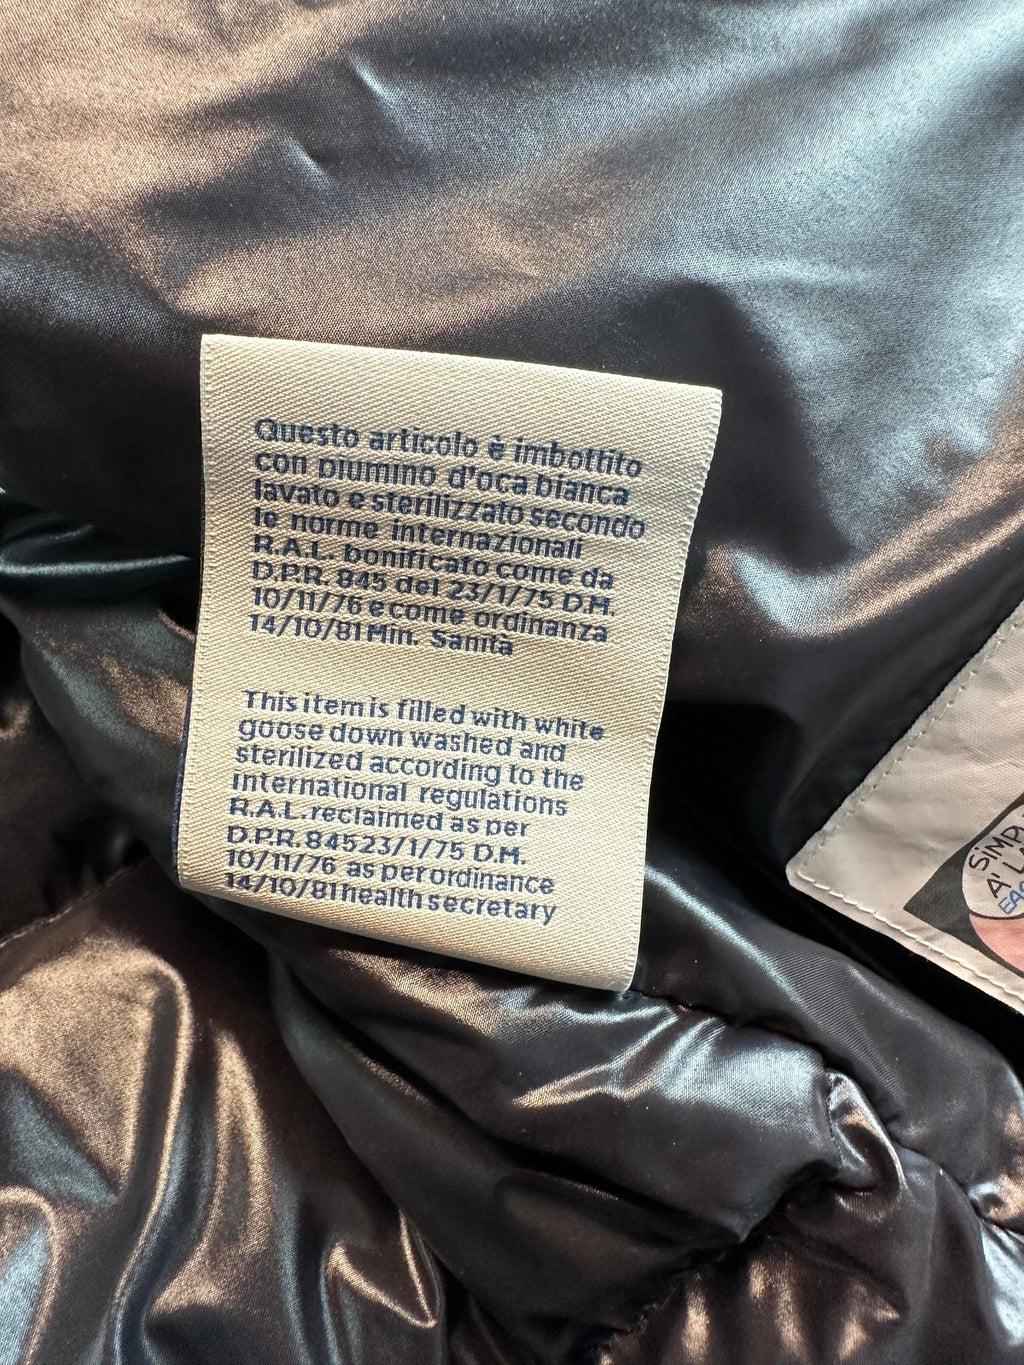 Questo articolo è imbottito
con piumino d'oca bianca
lavato e sterilizzato secondo
le norme internazionali
R.A.L. bonificato come da
D.P.R. 845 del 23/1/75 D.M.
10/11/76 e come ordinanza
14/10/81 Min. Sanità
This item is filled with white
goose down washed and
sterilized according to the
international regulations
R.A.L. reclaimed as per
D.P.R. 845 23/1/75 D.M.
10/11/76 as per ordinance
14/10/81 health secretary
A' LA